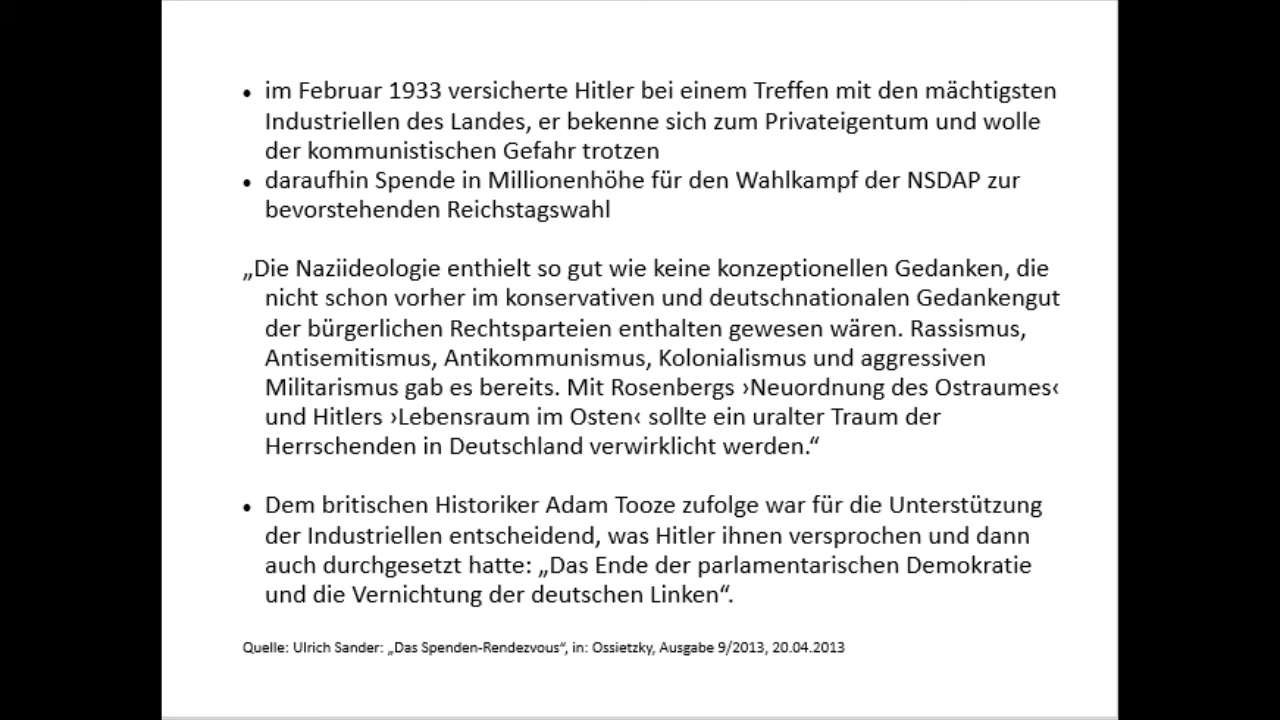 • im Februar 1933 versicherte Hitler bei einem Treffen mit den mächtigsten
Industriellen des Landes, er bekenne sich zum Privateigentum und wolle
der kommunistischen Gefahr trotzen
• daraufhin Spende in Millionenhöhe für den Wahlkampf der NSDAP zur
bevorstehenden Reichstagswahl
„Die Naziideologie enthielt so gut wie keine konzeptionellen Gedanken, die
nicht schon vorher im konservativen und deutschnationalen Gedankengut
der bürgerlichen Rechtsparteien enthalten gewesen wären. Rassismus,
Antisemitismus, Antikommunismus, Kolonialismus und aggressiven
Militarismus gab es bereits. Mit Rosenbergs ›Neuordnung des Ostraumes‹
und Hitlers ›Lebensraum im Osten‹ sollte ein uralter Traum der
Herrschenden in Deutschland verwirklicht werden.“
• Dem britischen Historiker Adam Tooze zufolge war für die Unterstützung
der Industriellen entscheidend, was Hitler ihnen versprochen und dann
auch durchgesetzt hatte: „Das Ende der parlamentarischen Demokratie
und die Vernichtung der deutschen Linken“.
Quelle: Ulrich Sander: „Das Spenden-Rendezvous“, in: Ossietzky, Ausgabe 9/2013, 20.04.2013